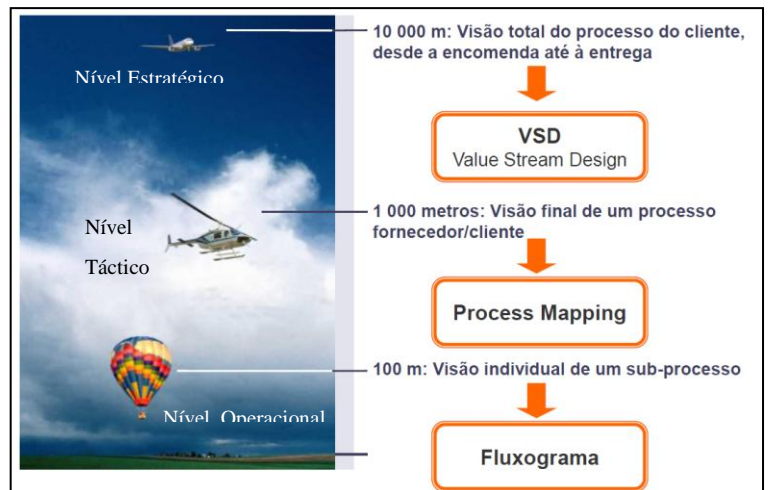 10 000 m: Visão total do processo do cliente,
desde a encomenda até à entrega
Nível Estratégico
VSD
Value Stream Design
1 000 metros: Visão final de um processo
fornecedor/cliente
Nível
Táctico
Process Mapping
100 m: Visão individual de um sub-processo
Nível Operacional
Fluxograma